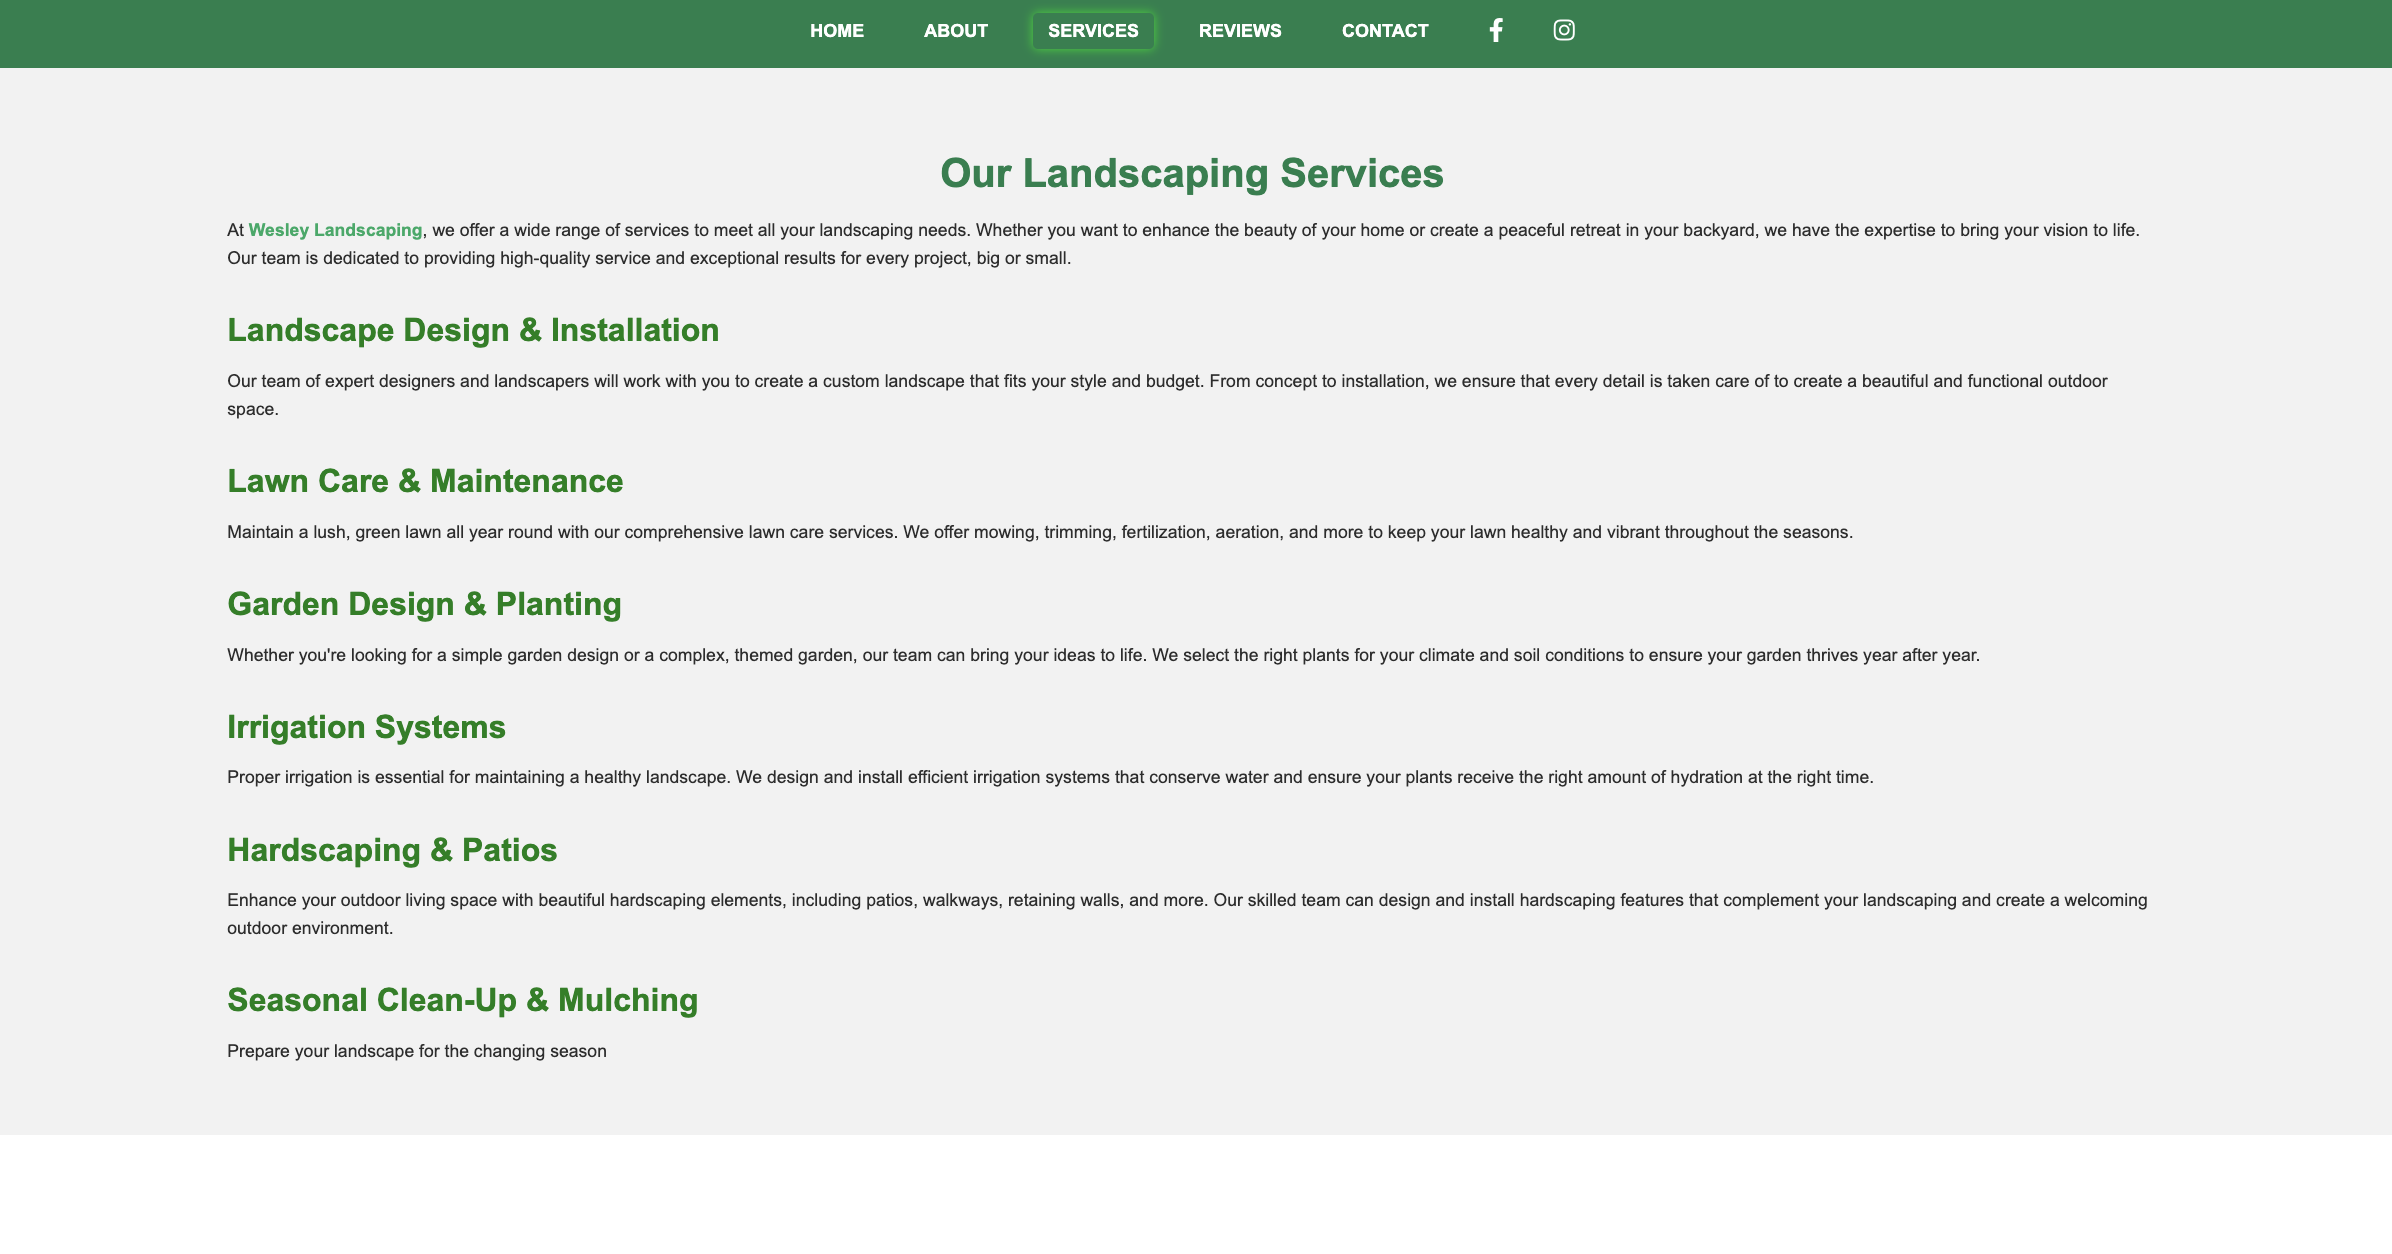 HOME ABOUT SERVICES REVIEWS CONTACT
Our Landscaping Services
At Wesley Landscaping, we offer a wide range of services to meet all your landscaping needs. Whether you want to enhance the beauty of your home or create a peaceful retreat in your backyard, we have the expertise to bring your vision to life.
Our team is dedicated to providing high-quality service and exceptional results for every project, big or small.
Landscape Design & Installation
Our team of expert designers and landscapers will work with you to create a custom landscape that fits your style and budget. From concept to installation, we ensure that every detail is taken care of to create a beautiful and functional outdoor
space.
Lawn Care & Maintenance
Maintain a lush, green lawn all year round with our comprehensive lawn care services. We offer mowing, trimming, fertilization, aeration, and more to keep your lawn healthy and vibrant throughout the seasons.
Garden Design & Planting
Whether you're looking for a simple garden design or a complex, themed garden, our team can bring your ideas to life. We select the right plants for your climate and soil conditions to ensure your garden thrives year after year.
Irrigation Systems
Proper irrigation is essential for maintaining a healthy landscape. We design and install efficient irrigation systems that conserve water and ensure your plants receive the right amount of hydration at the right time.
Hardscaping & Patios
Enhance your outdoor living space with beautiful hardscaping elements, including patios, walkways, retaining walls, and more. Our skilled team can design and install hardscaping features that complement your landscaping and create a welcoming
outdoor environment.
Seasonal Clean-Up & Mulching
Prepare your landscape for the changing season